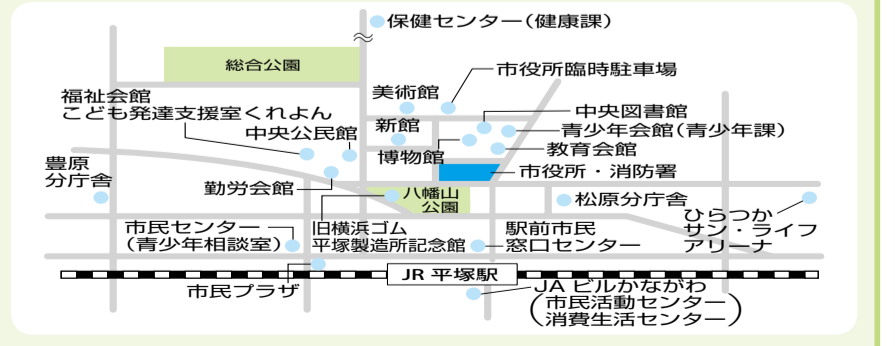 保健センター(健康課)
総合公園
市役所臨時駐車場
美術館
福祉会館
こども発達支援室くれよん
中央公民館
新館
中央図書館
青少年会館(青少年課)
博物館
教育会館
豊原
分庁舎
勤労会館
市役所・消防署
八幡山
公園
松原分庁舎
ひらつか
サン・ライフ
アリーナ
市民センター
(青少年相談室)
旧横浜ゴム
平塚製造所記念館
駅前市民
窓口センター
市民プラザ
JR 平塚駅
JA ビルかながわ
(市民活動センター
消費生活センター)